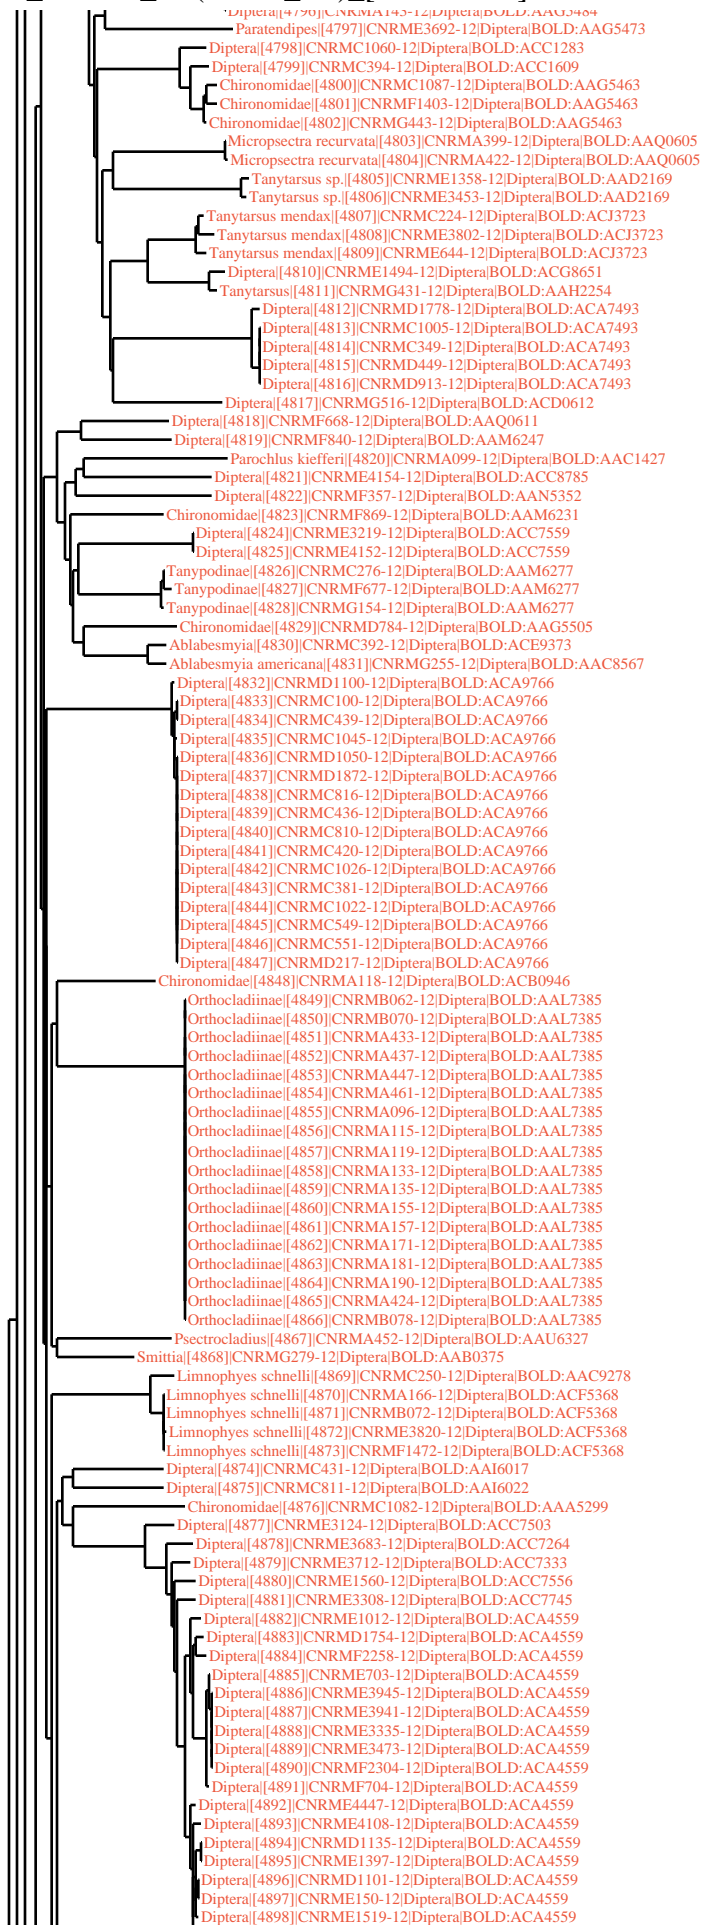 Diptera|[4796]|CNRMA143-12|Diptera|BOLD:AAG5484
Paratendipes|[4797]|CNRME3692-12|Diptera|BOLD:AAG5473
Diptera|[4798]|CNRMC1060-12|Diptera|BOLD:ACC1283
Diptera|[4799]|CNRMC394-12|Diptera|BOLD:ACC1609
Chironomidae|[4800]|CNRMC1087-12|Diptera|BOLD:AAG5463
Chironomidae|[4801]|CNRMF1403-12|Diptera|BOLD:AAG5463
Chironomidae|[4802]|CNRMG443-12|Diptera|BOLD:AAG5463
Micropsectra recurvata|[4803]|CNRMA399-12|Diptera|BOLD:AAQ0605
Micropsectra recurvata|[4804]|CNRMA422-12|Diptera|BOLD:AAQ0605
Tanytarsus sp.|[4805]|CNRME1358-12|Diptera|BOLD:AAD2169
Tanytarsus sp.|[4806]|CNRME3453-12|Diptera|BOLD:AAD2169
Tanytarsus mendax|[4807]|CNRMC224-12|Diptera|BOLD:ACJ3723
Tanytarsus mendax|[4808]|CNRME3802-12|Diptera|BOLD:ACJ3723
Tanytarsus mendax|[4809]|CNRME644-12|Diptera|BOLD:ACJ3723
Diptera|[4810]|CNRME1494-12|Diptera|BOLD:ACG8651
Tanytarsus|[4811]|CNRMG431-12|Diptera|BOLD:AAH2254
Diptera|[4812]|CNRMD1778-12|Diptera|BOLD:ACA7493
Diptera|[4813]|CNRMC1005-12|Diptera|BOLD:ACA7493
Diptera|[4814]|CNRMC349-12|Diptera|BOLD:ACA7493
Diptera|[4815]|CNRMD449-12|Diptera|BOLD:ACA7493
Diptera|[4816]|CNRMD913-12|Diptera|BOLD:ACA7493
Diptera|[4817]|CNRMG516-12|Diptera|BOLD:ACD0612
Diptera|[4818]|CNRMF668-12|Diptera|BOLD:AAQ0611
Diptera|[4819]|CNRMF840-12|Diptera|BOLD:AAM6247
Parochlus kiefferi|[4820]|CNRMA099-12|Diptera|BOLD:AAC1427
Diptera|[4821]|CNRME4154-12|Diptera|BOLD:ACC8785
Diptera|[4822]|CNRMF357-12|Diptera|BOLD:AAN5352
Chironomidae|[4823]|CNRMF869-12|Diptera|BOLD:AAM6231
Diptera|[4824]|CNRME3219-12|Diptera|BOLD:ACC7559
Diptera|[4825]|CNRME4152-12|Diptera|BOLD:ACC7559
Tanypodinae|[4826]|CNRMC276-12|Diptera|BOLD:AAM6277
Tanypodinae|[4827]|CNRMF677-12|Diptera|BOLD:AAM6277
Tanypodinae|[4828]|CNRMG154-12|Diptera|BOLD:AAM6277
Chironomidae|[4829]|CNRMD784-12|Diptera|BOLD:AAG5505
Ablabesmyia|[4830]|CNRMC392-12|Diptera|BOLD:ACE9373
Ablabesmyia americana|[4831]|CNRMG255-12|Diptera|BOLD:AAC8567
Diptera|[4832]|CNRMD1100-12|Diptera|BOLD:ACA9766
Diptera|[4833]|CNRMC100-12|Diptera|BOLD:ACA9766
Diptera|[4834]|CNRMC439-12|Diptera|BOLD:ACA9766
Diptera|[4835]|CNRMC1045-12|Diptera|BOLD:ACA9766
Diptera|[4836]|CNRMD1050-12|Diptera|BOLD:ACA9766
Diptera|[4837]|CNRMD1872-12|Diptera|BOLD:ACA9766
Diptera|[4838]|CNRMC816-12|Diptera|BOLD:ACA9766
Diptera|[4839]|CNRMC436-12|Diptera|BOLD:ACA9766
Diptera|[4840]|CNRMC810-12|Diptera|BOLD:ACA9766
Diptera|[4841]|CNRMC420-12|Diptera|BOLD:ACA9766
Diptera|[4842]|CNRMC1026-12|Diptera|BOLD:ACA9766
Diptera|[4843]|CNRMC381-12|Diptera|BOLD:ACA9766
Diptera|[4844]|CNRMC1022-12|Diptera|BOLD:ACA9766
Diptera|[4845]|CNRMC549-12|Diptera|BOLD:ACA9766
Diptera|[4846]|CNRMC551-12|Diptera|BOLD:ACA9766
Diptera|[4847]|CNRMD217-12|Diptera|BOLD:ACA9766
Chironomidae|[4848]|CNRMA118-12|Diptera|BOLD:ACB0946
Orthocladiinae|[4849]|CNRMB062-12|Diptera|BOLD:AAL7385
Orthocladiinae|[4850]|CNRMB070-12|Diptera|BOLD:AAL7385
Orthocladiinae|[4851]|CNRMA433-12|Diptera|BOLD:AAL7385
Orthocladiinae|[4852]|CNRMA437-12|Diptera|BOLD:AAL7385
Orthocladiinae|[4853]|CNRMA447-12|Diptera|BOLD:AAL7385
Orthocladiinae|[4854]|CNRMA461-12|Diptera|BOLD:AAL7385
Orthocladiinae|[4855]|CNRMA096-12|Diptera|BOLD:AAL7385
Orthocladiinae|[4856]|CNRMA115-12|Diptera|BOLD:AAL7385
Orthocladiinae|[4857]|CNRMA119-12|Diptera|BOLD:AAL7385
Orthocladiinae|[4858]|CNRMA133-12|Diptera|BOLD:AAL7385
Orthocladiinae|[4859]|CNRMA135-12|Diptera|BOLD:AAL7385
Orthocladiinae|[4860]|CNRMA155-12|Diptera|BOLD:AAL7385
Orthocladiinae|[4861]|CNRMA157-12|Diptera|BOLD:AAL7385
Orthocladiinae|[4862]|CNRMA171-12|Diptera|BOLD:AAL7385
Orthocladiinae|[4863]|CNRMA181-12|Diptera|BOLD:AAL7385
Orthocladiinae|[4864]|CNRMA190-12|Diptera|BOLD:AAL7385
Orthocladiinae|[4865]|CNRMA424-12|Diptera|BOLD:AAL7385
Orthocladiinae|[4866]|CNRMB078-12|Diptera|BOLD:AAL7385
Psectrocladius|[4867]|CNRMA452-12|Diptera|BOLD:AAU6327
Smittia|[4868]|CNRMG279-12|Diptera|BOLD:AAB0375
Limnophyes schnelli|[4869]|CNRMC250-12|Diptera|BOLD:AAC9278
Limnophyes schnelli|[4870]|CNRMA166-12|Diptera|BOLD:ACF5368
Limnophyes schnelli|[4871]|CNRMB072-12|Diptera|BOLD:ACF5368
Limnophyes schnelli|[4872]|CNRME3820-12|Diptera|BOLD:ACF5368
Limnophyes schnelli|[4873]|CNRMF1472-12|Diptera|BOLD:ACF5368
Diptera|[4874]|CNRMC431-12|Diptera|BOLD:AAI6017
Diptera|[4875]|CNRMC811-12|Diptera|BOLD:AAI6022
Chironomidae|[4876]|CNRMC1082-12|Diptera|BOLD:AAA5299
Diptera|[4877]|CNRME3124-12|Diptera|BOLD:ACC7503
Diptera|[4878]|CNRME3683-12|Diptera|BOLD:ACC7264
Diptera|[4879]|CNRME3712-12|Diptera|BOLD:ACC7333
Diptera|[4880]|CNRME1560-12|Diptera|BOLD:ACC7556
Diptera|[4881]|CNRME3308-12|Diptera|BOLD:ACC7745
Diptera|[4882]|CNRME1012-12|Diptera|BOLD:ACA4559
Diptera|[4883]|CNRMD1754-12|Diptera|BOLD:ACA4559
Diptera|[4884]|CNRMF2258-12|Diptera|BOLD:ACA4559
Diptera|[4885]|CNRME703-12|Diptera|BOLD:ACA4559
Diptera|[4886]|CNRME3945-12|Diptera|BOLD:ACA4559
Diptera|[4887]|CNRME3941-12|Diptera|BOLD:ACA4559
Diptera|[4888]|CNRME3335-12|Diptera|BOLD:ACA4559
Diptera|[4889]|CNRME3473-12|Diptera|BOLD:ACA4559
Diptera|[4890]|CNRMF2304-12|Diptera|BOLD:ACA4559
Diptera|[4891]|CNRMF704-12|Diptera|BOLD:ACA4559
Diptera|[4892]|CNRME4447-12|Diptera|BOLD:ACA4559
Diptera|[4893]|CNRME4108-12|Diptera|BOLD:ACA4559
Diptera|[4894]|CNRMD1135-12|Diptera|BOLD:ACA4559
Diptera|[4895]|CNRME1397-12|Diptera|BOLD:ACA4559
Diptera|[4896]|CNRMD1101-12|Diptera|BOLD:ACA4559
Diptera|[4897]|CNRME150-12|Diptera|BOLD:ACA4559
Diptera|[4898]|CNRME1519-12|Diptera|BOLD:ACA4559